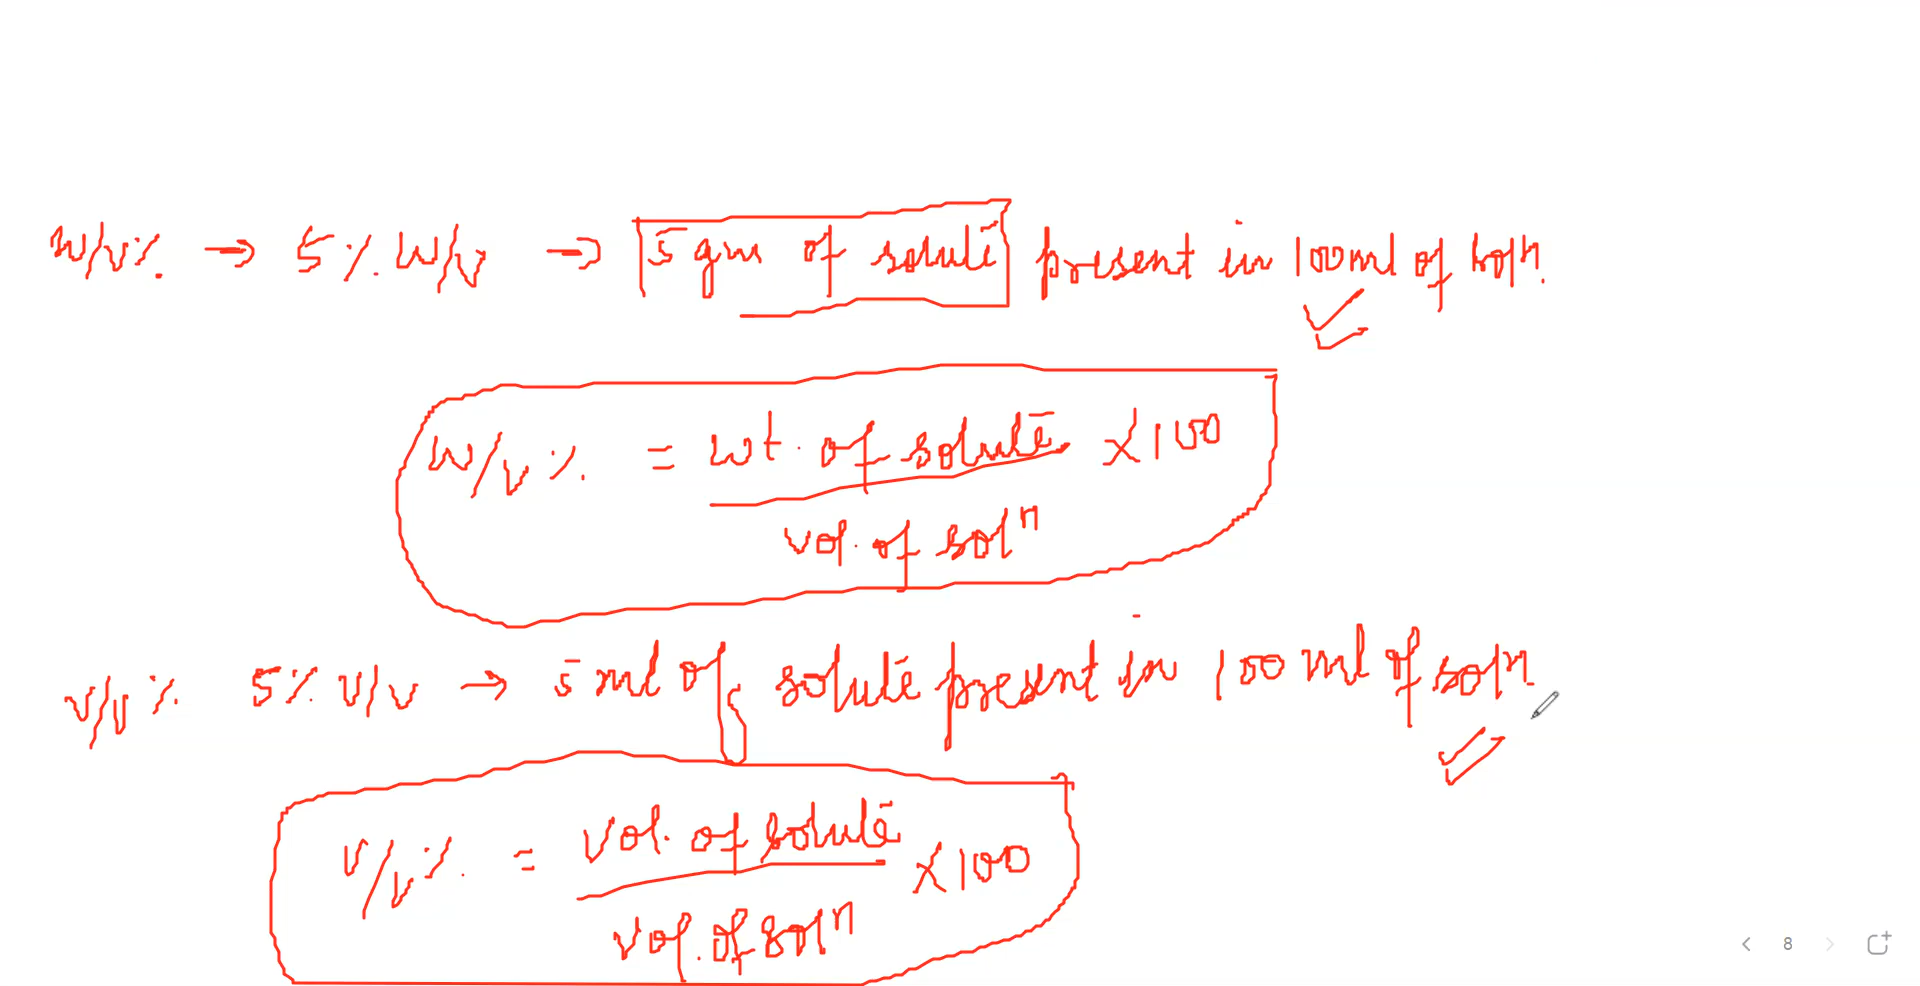 W/V% → 5% W/V → 5 gm of solute present in 100ml of soln.
W/V % = wt. of solute × 100
vol. of solⁿ
V/V % 5% V/V → 5 ml of solute present in 100 ml of soln.
V/V % = Vol. of solute × 100
Vol. of solⁿ
8